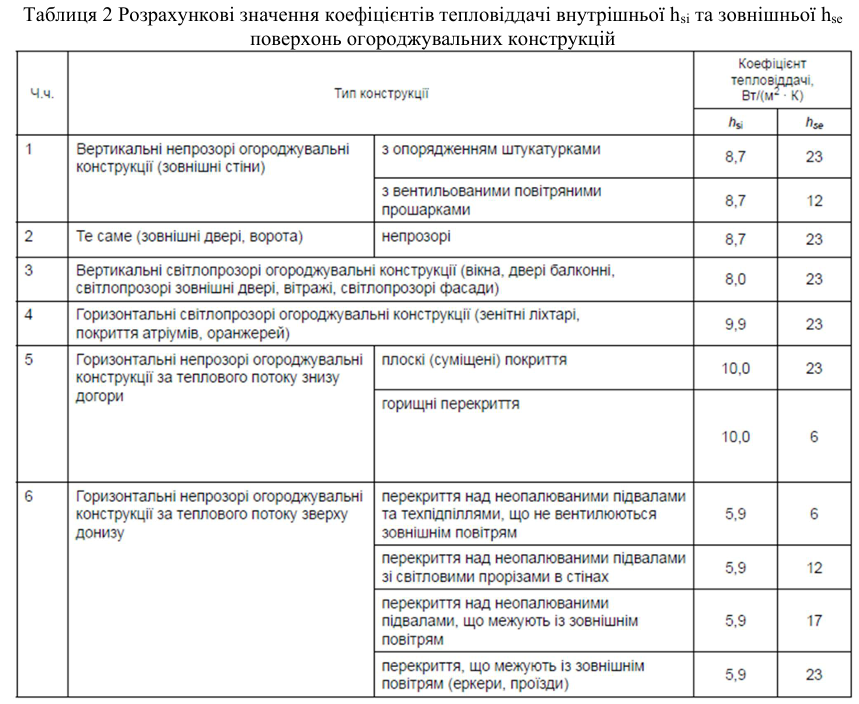 Таблиця 2 Розрахункові значення коефіцієнтів тепловіддачі внутрішньої hsi та зовнішньої hse
поверхонь огороджувальних конструкцій
Ч.ч.
Тип конструкції
Коефіцієнт
тепловіддачі,
Вт/(м² · К)
hsi
hse
1
Вертикальні непрозорі огороджувальні
конструкції (зовнішні стіни)
з опорядженням штукатурками
8,7
23
з вентильованими повітряними
прошарками
8,7
12
2
Те саме (зовнішні двері, ворота)
непрозорі
8,7
23
3
Вертикальні світлопрозорі огороджувальні конструкції (вікна, двері балконні,
світлопрозорі зовнішні двері, вітражі, світлопрозорі фасади)
8,0
23
4
Горизонтальні світлопрозорі огороджувальні конструкції (зенітні ліхтарі,
покриття атріумів, оранжерей)
9,9
23
5
Горизонтальні непрозорі огороджувальні
конструкції за теплового потоку знизу
догори
плоскі (суміщені) покриття
10,0
23
горищні перекриття
10,0
6
6
Горизонтальні непрозорі огороджувальні
конструкції за теплового потоку зверху
донизу
перекриття над неопалюваними підвалами
та техпідпіллями, що не вентилюються
зовнішнім повітрям
5,9
6
перекриття над неопалюваними підвалами
зі світловими прорізами в стінах
5,9
12
перекриття над неопалюваними
підвалами, що межують із зовнішнім
повітрям
5,9
17
перекриття, що межують із зовнішнім
повітрям (еркери, проїзди)
5,9
23